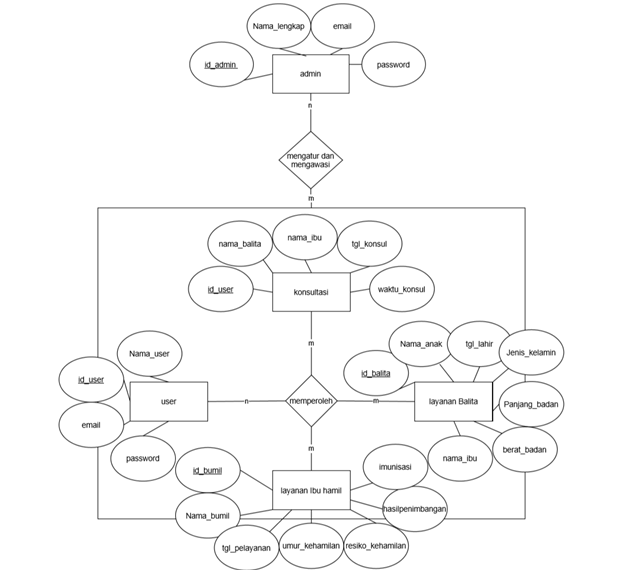 Nama_lengkap
email
id_admin
password
admin
n
mengatur dan
mengawasi
m
nama_balita
nama_ibu
tgl_konsul
id_user
konsultasi
waktu_konsul
m
Nama_user
id_user
email
password
user
n
memperoleh
m
Nama_anak
tgl_lahir
Jenis_kelamin
id_balita
layanan Balita
Panjang_badan
berat_badan
nama_ibu
m
id_bumil
imunisasi
layanan Ibu hamil
Nama_bumil
hasilpenimbangan
tgl_pelayanan
umur_kehamilan
resiko_kehamilan